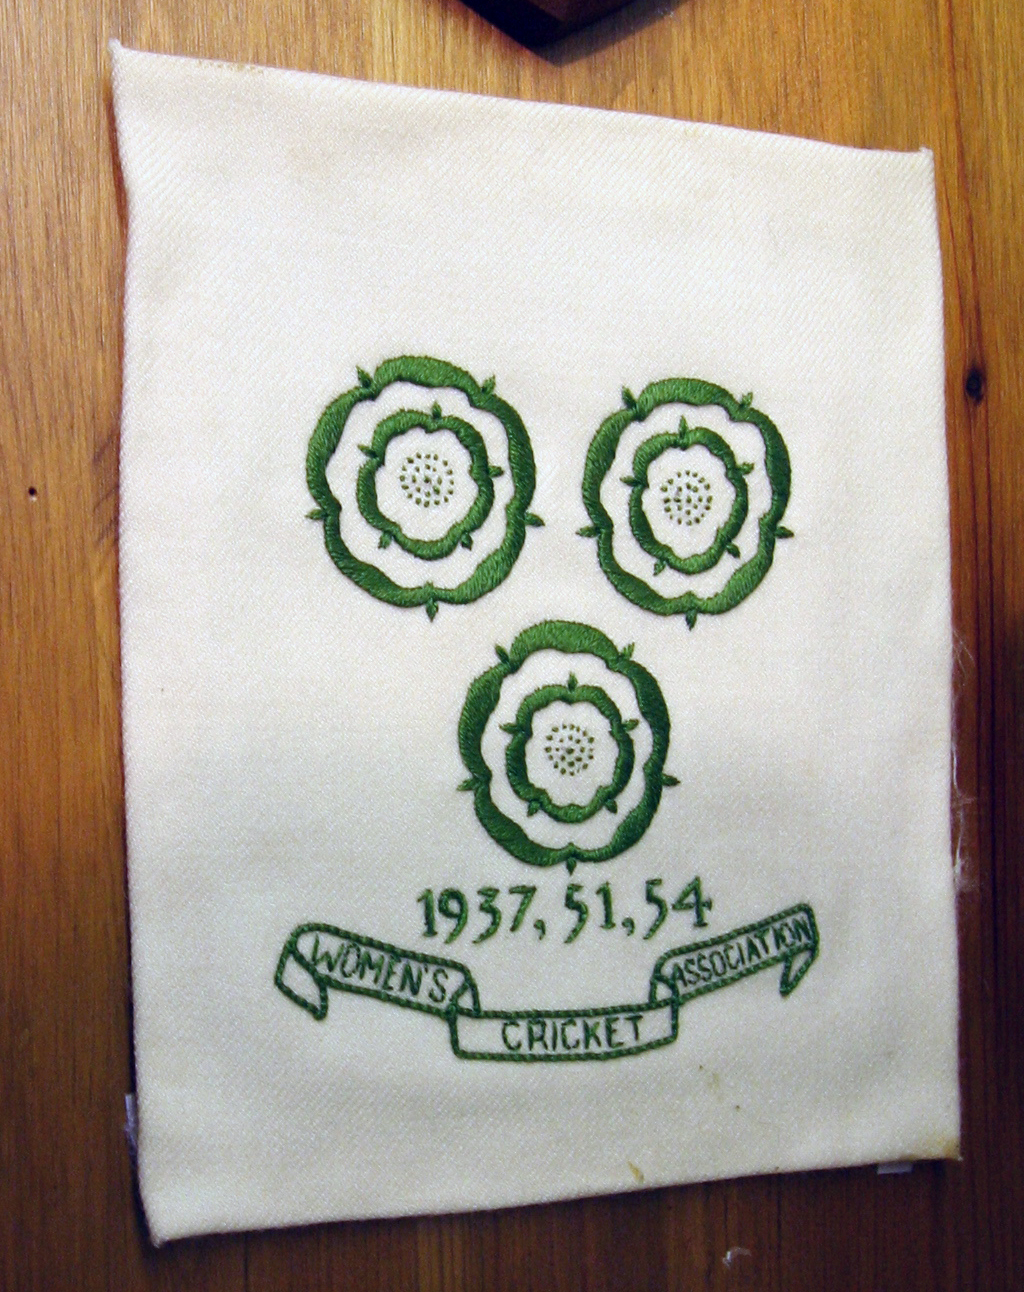 1937, 51, 54
WOMEN'S
CRICKET
ASSOCIATION